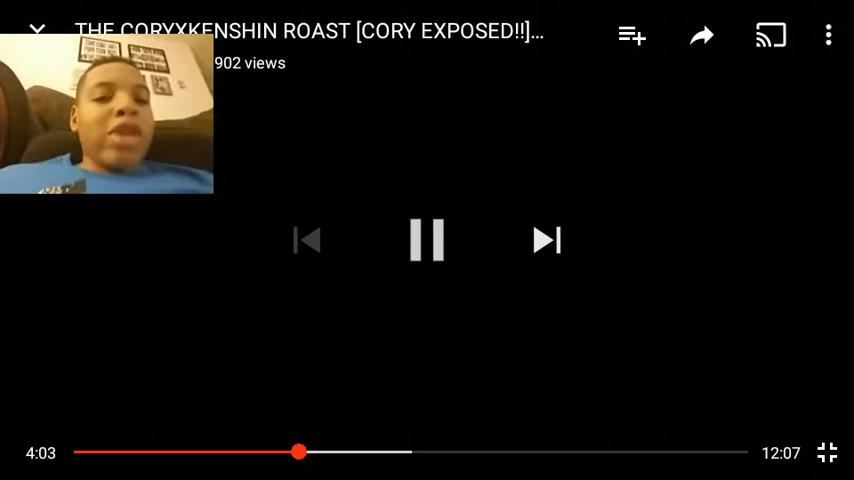 THE CORYXKENSHIN ROAST [CORY EXPOSED!!]...
902 views
4:03
12:07